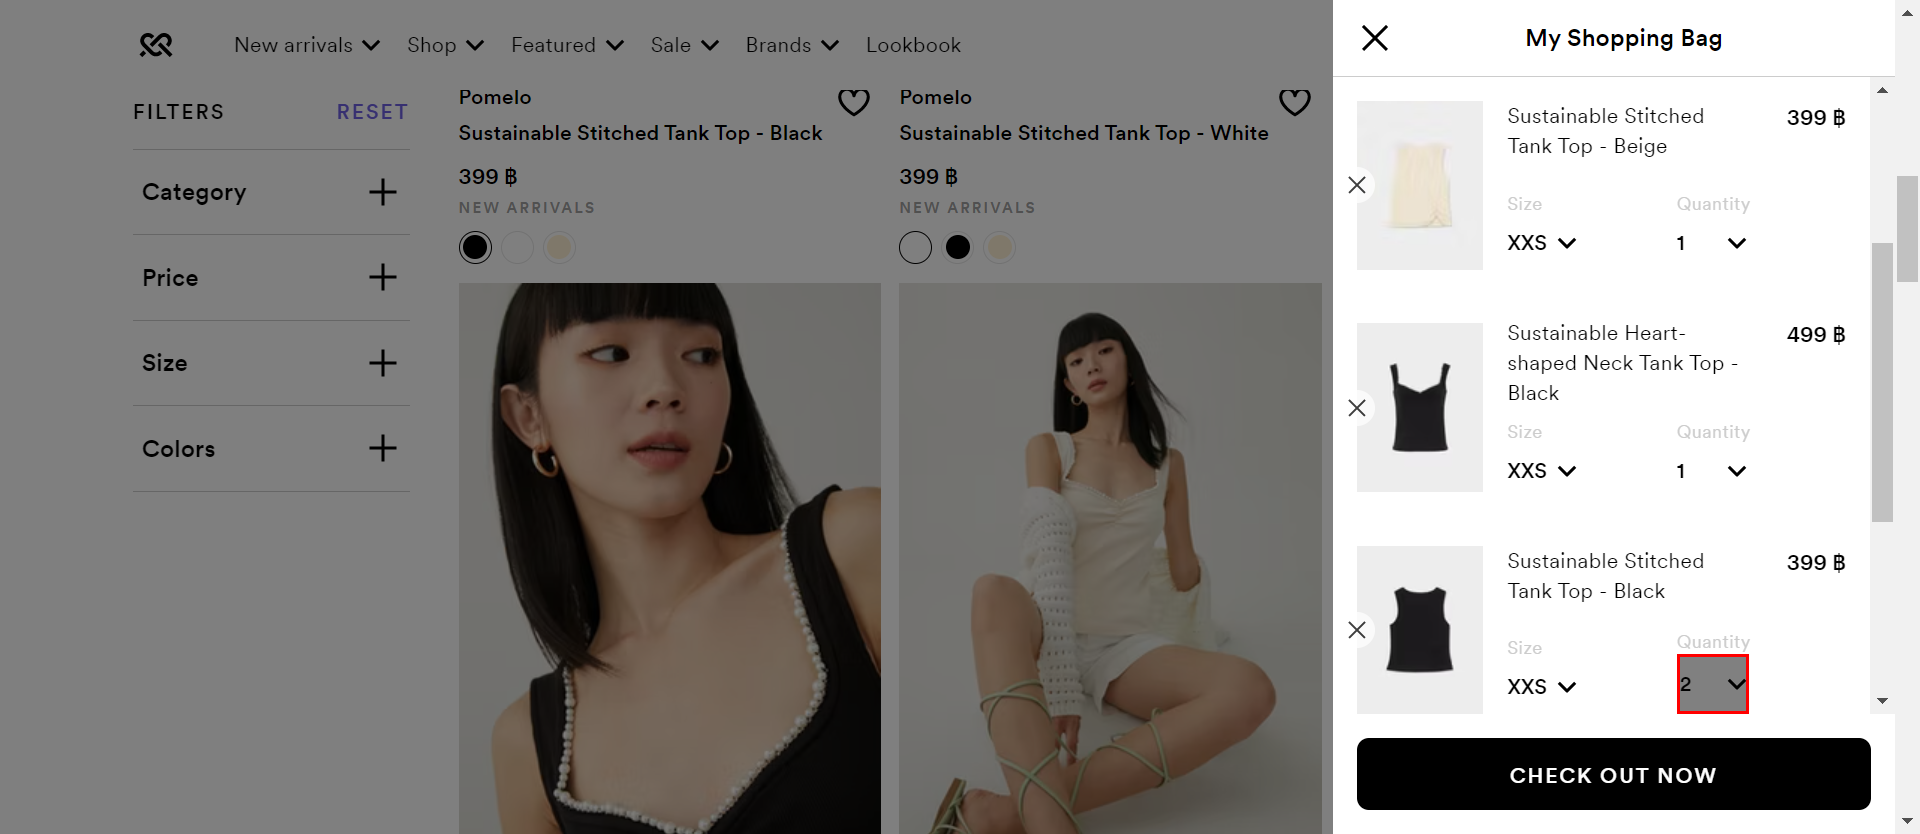 New arrivals
Shop
Featured
Sale
Brands
Lookbook
FILTERS
RESET
Category
Price
Size
Colors
Pomelo
Sustainable Stitched Tank Top - Black
399 ฿
NEW ARRIVALS
Pomelo
Sustainable Stitched Tank Top - White
399 ฿
NEW ARRIVALS
My Shopping Bag
Sustainable Stitched
Tank Top - Beige
399 ฿
Size
Quantity
XXS
1
Sustainable Heart-
shaped Neck Tank Top -
Black
499 ฿
Size
Quantity
XXS
1
Sustainable Stitched
Tank Top - Black
399 ฿
Size
Quantity
XXS
2
CHECK OUT NOW